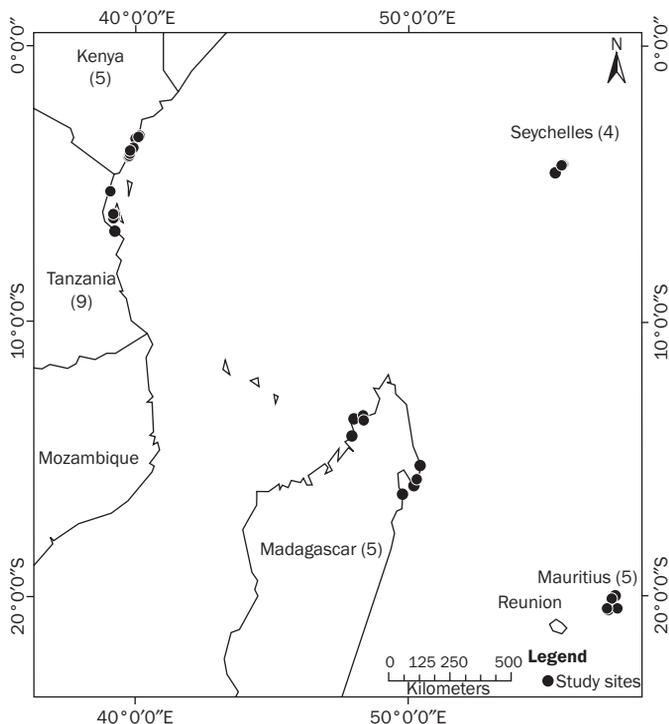 40°0′0″E 50°0′0″E
0°0′0″ 0°0′0″
N
Kenya
(5)
Seychelles (4)
Tanzania
(9)
10°0′0″S 10°0′0″S
Mozambique
Madagascar (5)
Mauritius (5)
Reunion
20°0′0″S 20°0′0″S
Legend
0 125 250 500
Kilometers
Study sites
40°0′0″E 50°0′0″E